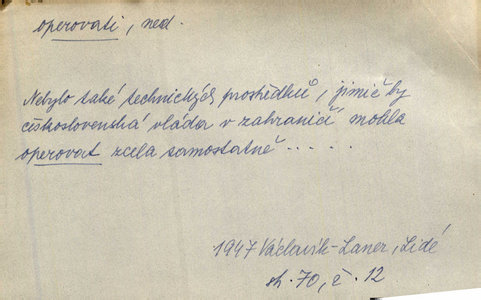 operovati, ned.
Nebylo také technických prostředků, jimiž by
československá vláda v zahraničí mohla
operovat zcela samostatně . . . . .
1947 Václavík-Laner, Lidé
str. 70, č. 12